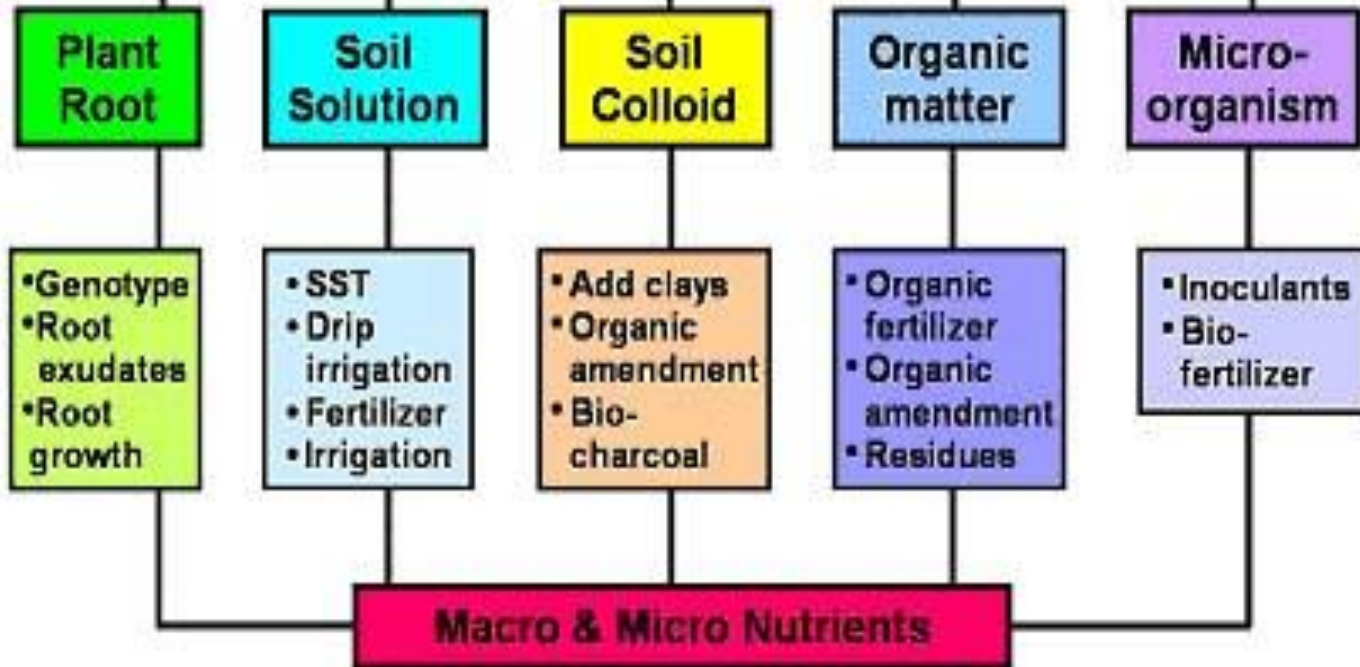 Plant
Root
Soil
Solution
Soil
Colloid
Organic
matter
Micro-
organism
•Genotype
•Root
exudates
•Root
growth
•SST
•Drip
irrigation
•Fertilizer
•Irrigation
•Add clays
•Organic
amendment
•Bio-
charcoal
•Organic
fertilizer
•Organic
amendment
•Residues
•Inoculants
•Bio-
fertilizer
Macro & Micro Nutrients